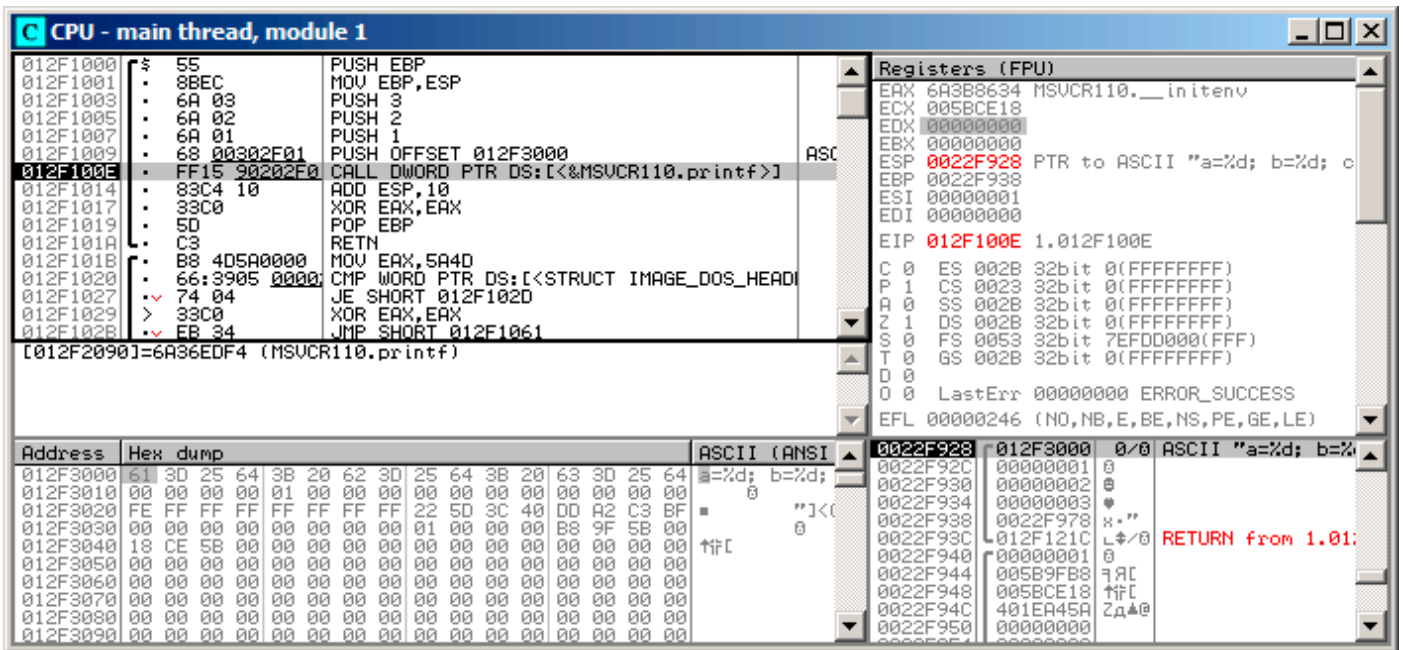 C CPU - main thread, module 1
012F1000 $ 55 PUSH EBP
012F1001 · 8BEC MOV EBP,ESP
012F1003 · 6A 03 PUSH 3
012F1005 · 6A 02 PUSH 2
012F1007 · 6A 01 PUSH 1
012F1009 · 68 00302F01 PUSH OFFSET 012F3000 ASC
012F100E · FF15 90202F0 CALL DWORD PTR DS:[<&MSVCR110.printf>]
012F1014 · 83C4 10 ADD ESP,10
012F1017 · 33C0 XOR EAX,EAX
012F1019 · 5D POP EBP
012F101A · C3 RETN
012F101B · B8 4D5A0000 MOV EAX,5A4D
012F1020 · 66:3905 0000 CMP WORD PTR DS:[<STRUCT IMAGE_DOS_HEAD
012F1027 · 74 04 JE SHORT 012F102D
012F1029 > 33C0 XOR EAX,EAX
012F102B · EB 34 JMP SHORT 012F1061
[012F2090]=6A36EDF4 (MSVCR110.printf)
Registers (FPU)
EAX 6A3B8634 MSVCR110.__initenv
ECX 005BCE18
EDX 00000000
EBX 00000000
ESP 0022F928 PTR to ASCII "a=%d; b=%d; c
EBP 0022F938
ESI 00000001
EDI 00000000
EIP 012F100E 1.012F100E
C 0 ES 002B 32bit 0(FFFFFFFF)
P 1 CS 0023 32bit 0(FFFFFFFF)
A 0 SS 002B 32bit 0(FFFFFFFF)
Z 1 DS 002B 32bit 0(FFFFFFFF)
S 0 FS 0053 32bit 7EFDD000(FFF)
T 0 GS 002B 32bit 0(FFFFFFFF)
D 0
O 0 LastErr 00000000 ERROR_SUCCESS
EFL 00000246 (NO,NB,E,BE,NS,PE,GE,LE)
Address Hex dump ASCII (ANSI
012F3000 61 3D 25 64 3B 20 62 3D 25 64 3B 20 63 3D 25 64 a=%d; b=%d;
012F3010 00 00 00 00 01 00 00 00 00 00 00 00 00 00 00 00
012F3020 FE FF FF FF FF FF FF FF 22 5D 3C 40 DD A2 C3 BF "]<
012F3030 00 00 00 00 00 00 00 00 01 00 00 00 B8 9F 5B 00
012F3040 18 CE 5B 00 00 00 00 00 00 00 00 00 00 00 00 00
012F3050 00 00 00 00 00 00 00 00 00 00 00 00 00 00 00 00
012F3060 00 00 00 00 00 00 00 00 00 00 00 00 00 00 00 00
012F3070 00 00 00 00 00 00 00 00 00 00 00 00 00 00 00 00
012F3080 00 00 00 00 00 00 00 00 00 00 00 00 00 00 00 00
012F3090 00 00 00 00 00 00 00 00 00 00 00 00 00 00 00 00
0022F928 012F3000 0/0 ASCII "a=%d; b=%
0022F92C 00000001
0022F930 00000002
0022F934 00000003 ♥
0022F938 0022F978
0022F93C 012F121C RETURN from 1.01
0022F940 00000001
0022F944 005B9FB8
0022F948 005BCE18
0022F94C 401EA45A
0022F950 00000000